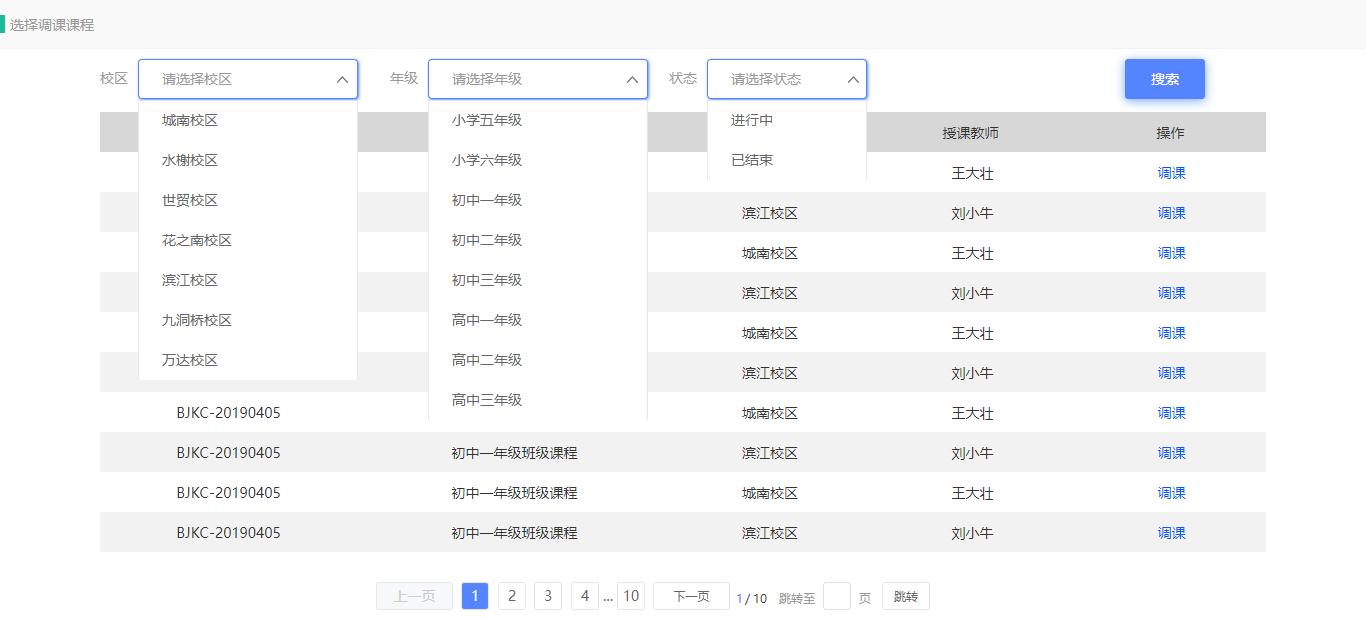 选择调课课程
校区 请选择校区 年级 请选择年级 状态 请选择状态 搜索
城南校区 小学五年级 进行中 授课教师 操作
水榭校区 小学六年级 已结束 王大壮 调课
世贸校区 初中一年级 滨江校区 刘小牛 调课
花之南校区 初中二年级 城南校区 王大壮 调课
滨江校区 初中三年级 滨江校区 刘小牛 调课
九洞桥校区 高中一年级 城南校区 王大壮 调课
万达校区 高中二年级 滨江校区 刘小牛 调课
BJKC-20190405 高中三年级 城南校区 王大壮 调课
BJKC-20190405 初中一年级班级课程 滨江校区 刘小牛 调课
BJKC-20190405 初中一年级班级课程 城南校区 王大壮 调课
BJKC-20190405 初中一年级班级课程 滨江校区 刘小牛 调课
上一页 1 2 3 4 ... 10 下一页 1 / 10 跳转至 页 跳转